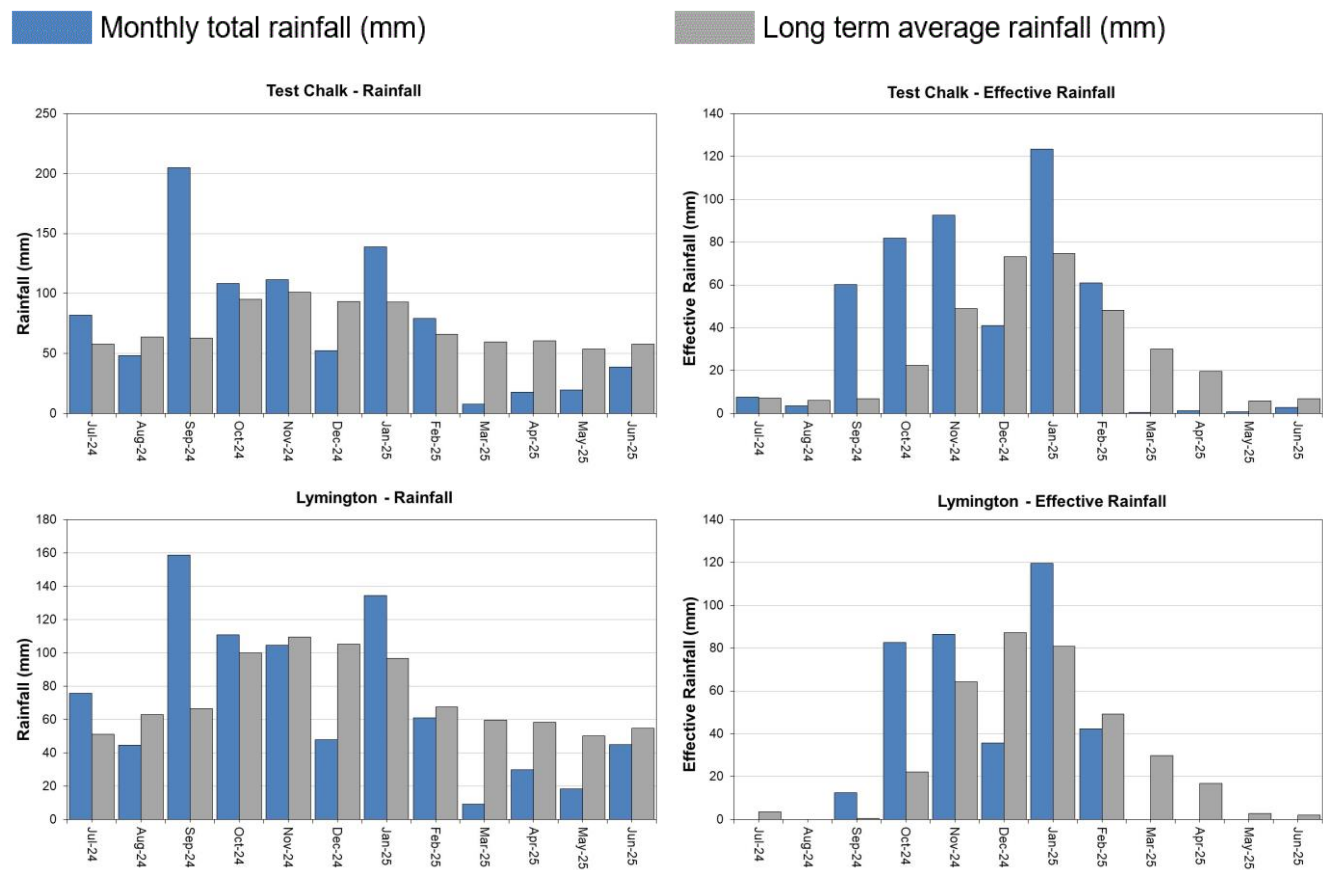 Monthly total rainfall (mm)
Long term average rainfall (mm)
Test Chalk - Rainfall
Rainfall (mm)
250
200
150
100
50
0
Jul-24
Aug-24
Sep-24
Oct-24
Nov-24
Dec-24
Jan-25
Feb-25
Mar-25
Apr-25
May-25
Jun-25
Test Chalk - Effective Rainfall
Effective Rainfall (mm)
140
120
100
80
60
40
20
0
Jul-24
Aug-24
Sep-24
Oct-24
Nov-24
Dec-24
Jan-25
Feb-25
Mar-25
Apr-25
May-25
Jun-25
Lymington - Rainfall
Rainfall (mm)
180
160
140
120
100
80
60
40
20
0
Jul-24
Aug-24
Sep-24
Oct-24
Nov-24
Dec-24
Jan-25
Feb-25
Mar-25
Apr-25
May-25
Jun-25
Lymington - Effective Rainfall
Effective Rainfall (mm)
140
120
100
80
60
40
20
0
Jul-24
Aug-24
Sep-24
Oct-24
Nov-24
Dec-24
Jan-25
Feb-25
Mar-25
Apr-25
May-25
Jun-25